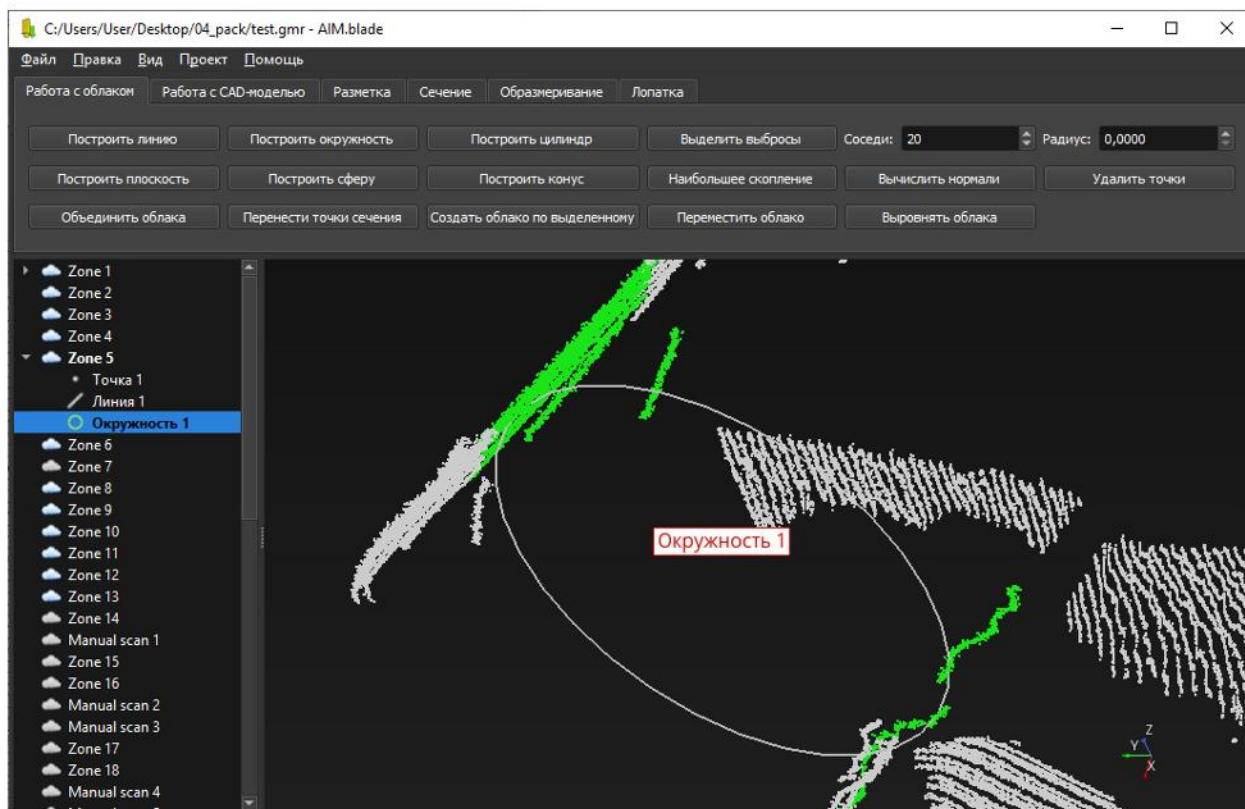 C:/Users/User/Desktop/04_pack/test.gmr - AIM.blade
Файл Правка Вид Проект Помощь
Работа с облаком Работа с CAD-моделью Разметка Сечение Образмеривание Лопатка
Построить линию Построить окружность Построить цилиндр Выделить выбросы Соседи: 20 Радиус: 0,0000
Построить плоскость Построить сферу Построить конус Наибольшее скопление Вычислить нормали Удалить точки
Объединить облака Перенести точки сечения Создать облако по выделенному Переместить облако Выровнять облака
Zone 1
Zone 2
Zone 3
Zone 4
Zone 5
Точка 1
Линия 1
Окружность 1
Zone 6
Zone 7
Zone 8
Zone 9
Zone 10
Zone 11
Zone 12
Zone 13
Zone 14
Manual scan 1
Zone 15
Zone 16
Manual scan 2
Manual scan 3
Zone 17
Zone 18
Manual scan 4
Окружность 1
Z
Y
X